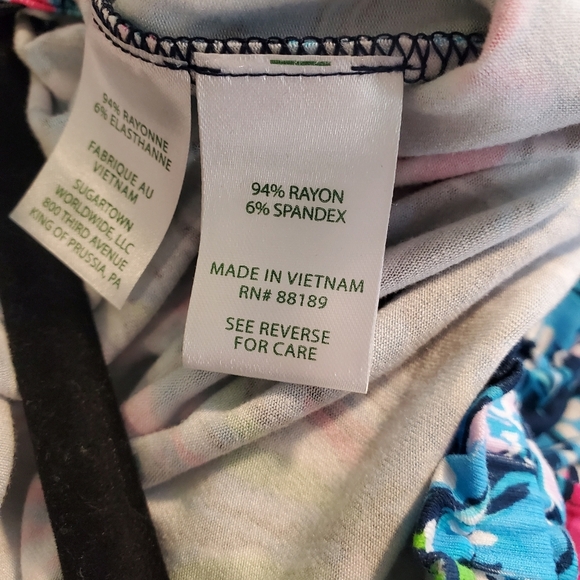 94% RAYONNE
6% ELASTHANNE
FABRIQUE AU
VIETNAM
SUGARTOWN
WORLDWIDE, LLC
800 THIRD AVENUE
KING OF PRUSSIA, PA
94% RAYON
6% SPANDEX
MADE IN VIETNAM
RN# 88189
SEE REVERSE
FOR CARE